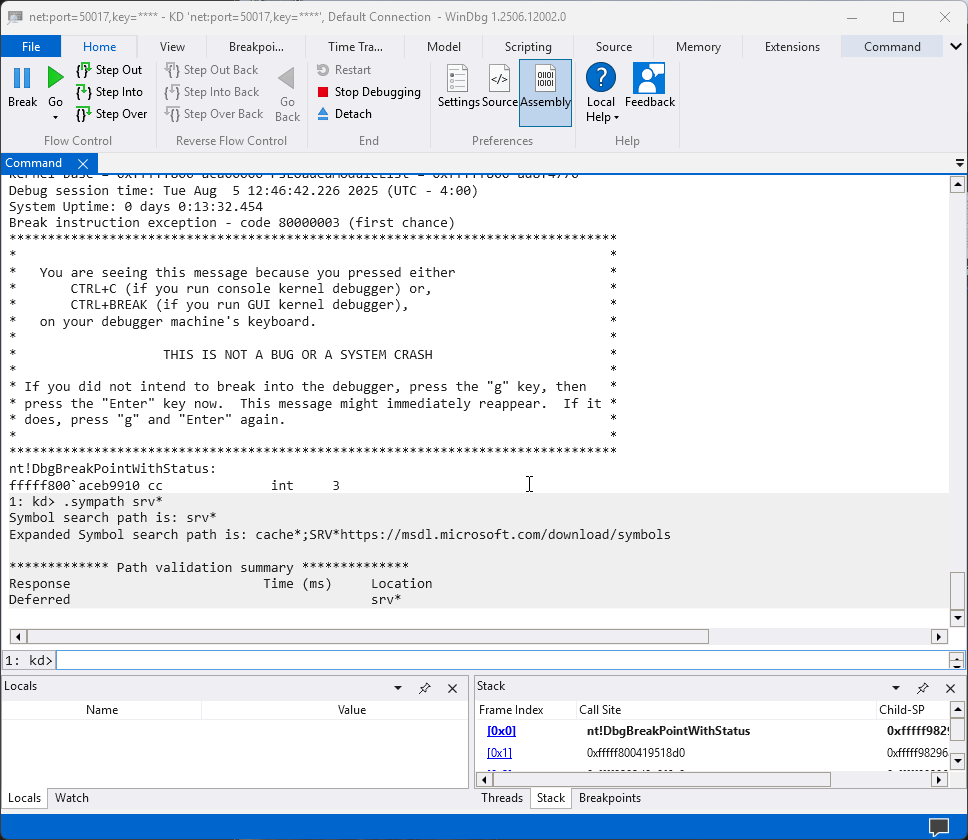 net:port=50017,key=**** - KD 'net:port=50017,key=****', Default Connection - WinDbg 1.2506.12002.0
File Home View Breakpoi... Time Tra... Model Scripting Source Memory Extensions Command
Break
Go
Step Out
Step Into
Step Over
Flow Control
Step Out Back
Step Into Back
Step Over Back
Go Back
Reverse Flow Control
Restart
Stop Debugging
Detach
End
Settings Source Assembly
Preferences
Local Help
Feedback
Help
Command
Debug session time: Tue Aug  5 12:46:42.226 2025 (UTC - 4:00)
System Uptime: 0 days 0:13:32.454
Break instruction exception - code 80000003 (first chance)
*******************************************************************************
*                                                                             *
*   You are seeing this message because you pressed either                    *
*       CTRL+C (if you run console kernel debugger) or,                       *
*       CTRL+BREAK (if you run GUI kernel debugger),                          *
*   on your debugger machine's keyboard.                                      *
*                                                                             *
*                   THIS IS NOT A BUG OR A SYSTEM CRASH                       *
*                                                                             *
* If you did not intend to break into the debugger, press the "g" key, then   *
* press the "Enter" key now.  This message might immediately reappear.  If it *
* does, press "g" and "Enter" again.                                          *
*                                                                             *
*******************************************************************************
nt!DbgBreakPointWithStatus:
fffff800`aceb9910 cc              int     3
1: kd> .sympath srv*
Symbol search path is: srv*
Expanded Symbol search path is: cache*;SRV*https://msdl.microsoft.com/download/symbols
************* Path validation summary **************
Response                         Time (ms)     Location
Deferred                                       srv*
1: kd>
Locals
Name Value
Locals Watch
Stack
Frame Index Call Site Child-SP
[0x0] nt!DbgBreakPointWithStatus 0xfffff982
[0x1] 0xfffff800419518d0 0xfffff98296
Threads Stack Breakpoints